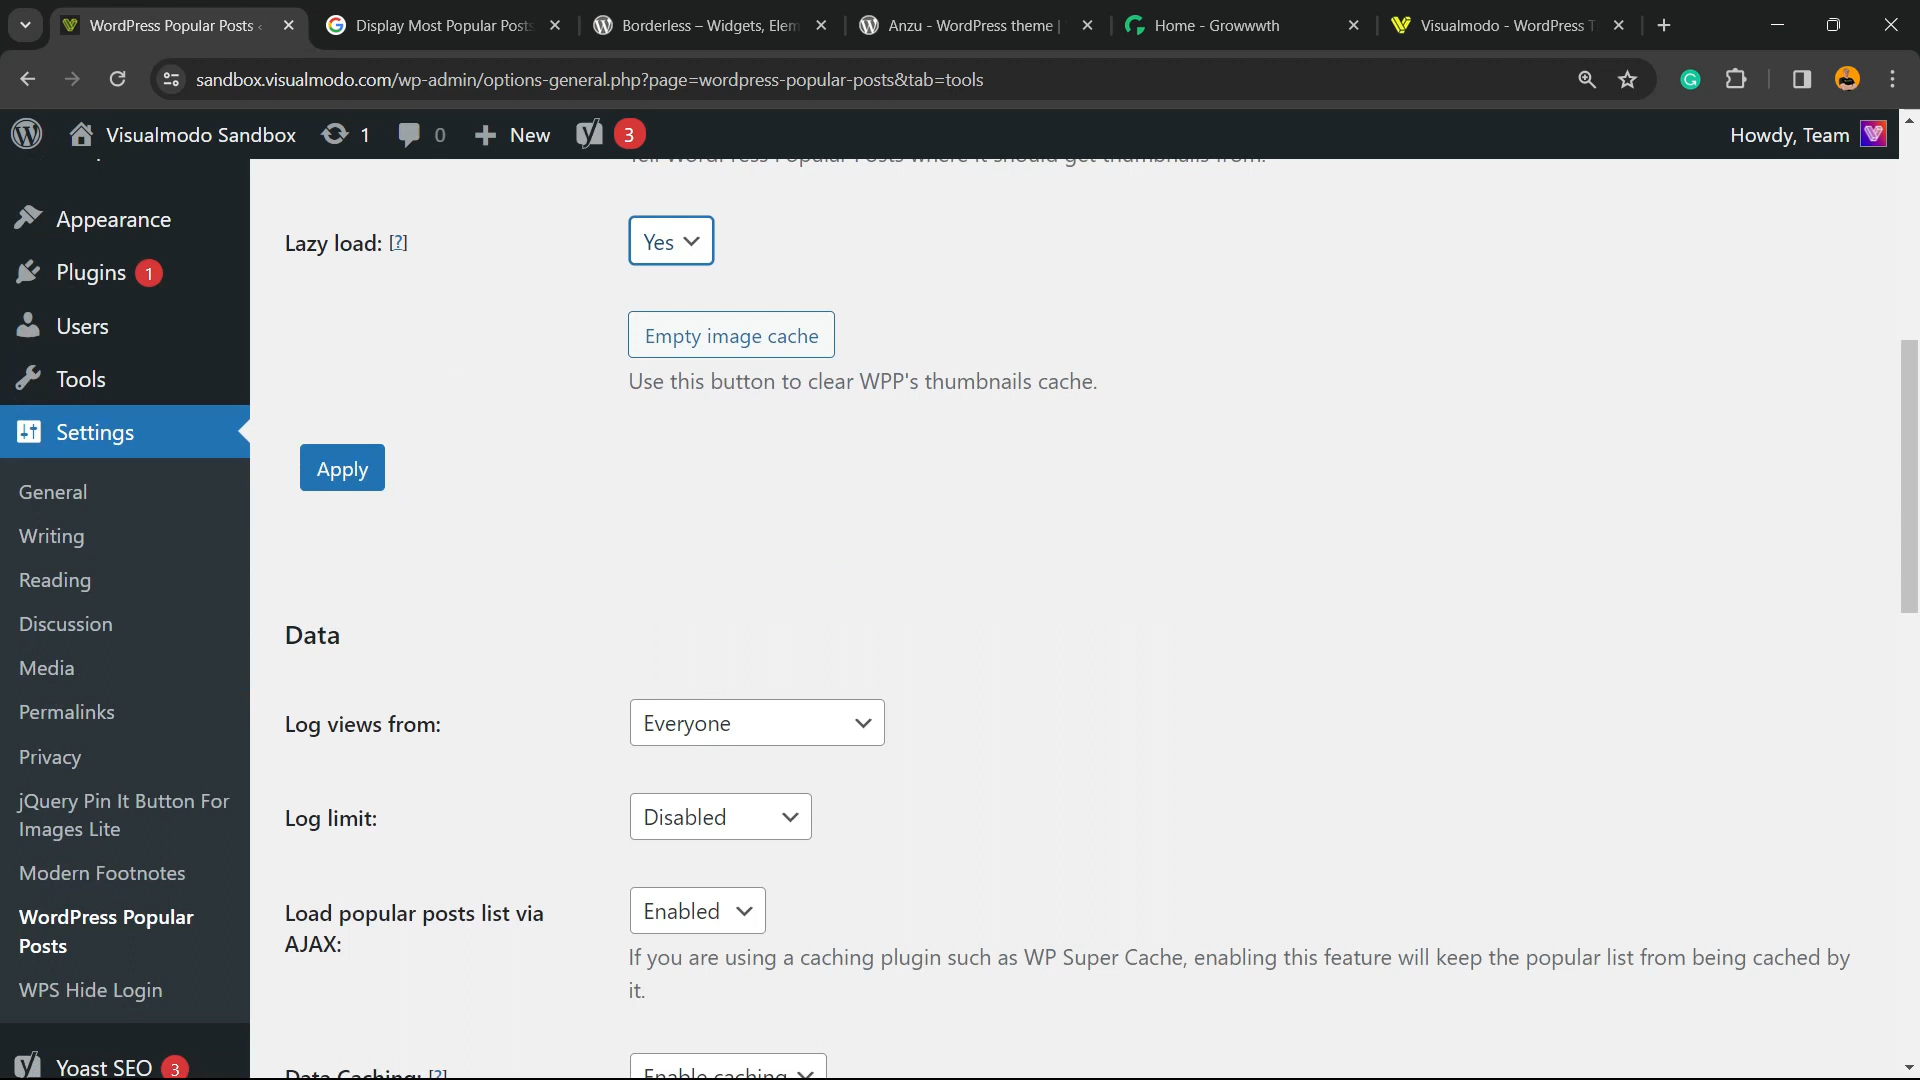 WordPress Popular Posts
Display Most Popular Posts
Borderless – Widgets, Elem
Anzu - WordPress theme |
Home - Growwwth
Visualmodo - WordPress T
sandbox.visualmodo.com/wp-admin/options-general.php?page=wordpress-popular-posts&tab=tools
Visualmodo Sandbox
1
0
New
3
Howdy, Team
Tell WordPress Popular Posts where it should get thumbnails from.
Appearance
Plugins 1
Users
Tools
Settings
General
Writing
Reading
Discussion
Media
Permalinks
Privacy
jQuery Pin It Button For
Images Lite
Modern Footnotes
WordPress Popular
Posts
WPS Hide Login
Yoast SEO 3
Lazy load: [?]
Yes
Empty image cache
Use this button to clear WPP's thumbnails cache.
Apply
Data
Log views from:
Everyone
Log limit:
Disabled
Load popular posts list via
AJAX:
Enabled
If you are using a caching plugin such as WP Super Cache, enabling this feature will keep the popular list from being cached by
it.
Data Caching: [?]
Enable caching